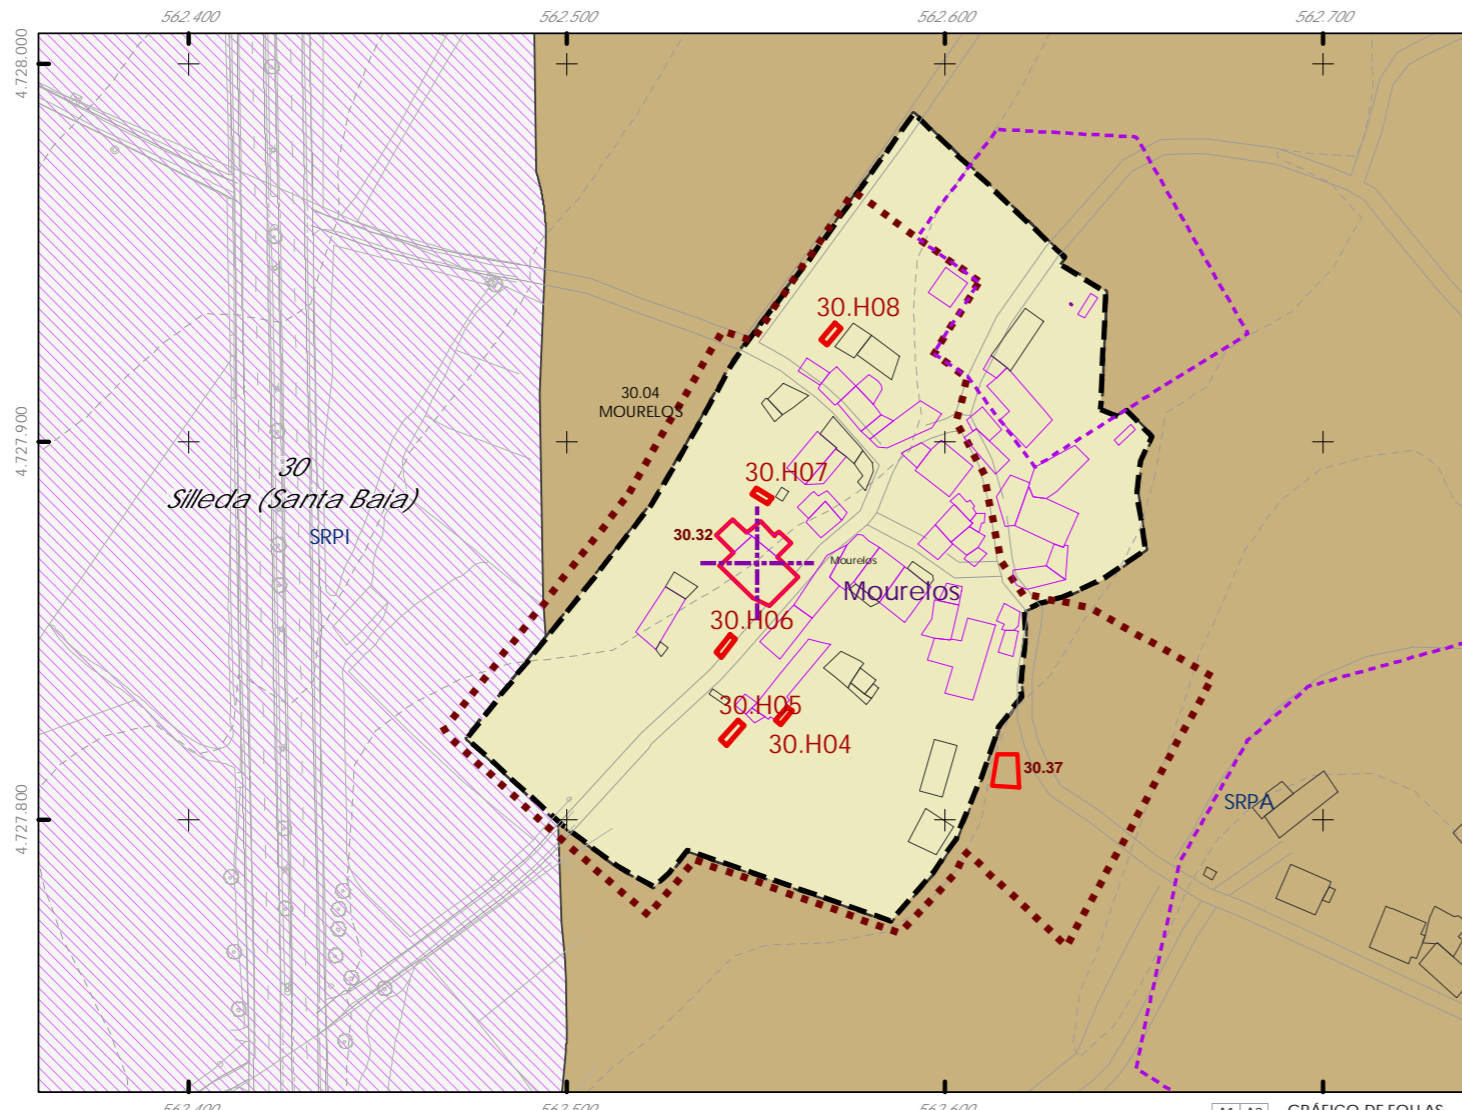 562.400
562.500
562.600
562.700
4.728.000
4.727.900
4.727.800
30.H08
30.04
MOURELOS
30
Silleda (Santa Baia)
SRPI
30.H07
30.32
Mourelos
Mourelos
30.H06
30.H05
30.H04
30.37
SRPA
562.400
562.500
562.600
A1 A2
GRÁFICO DE FOLLAS